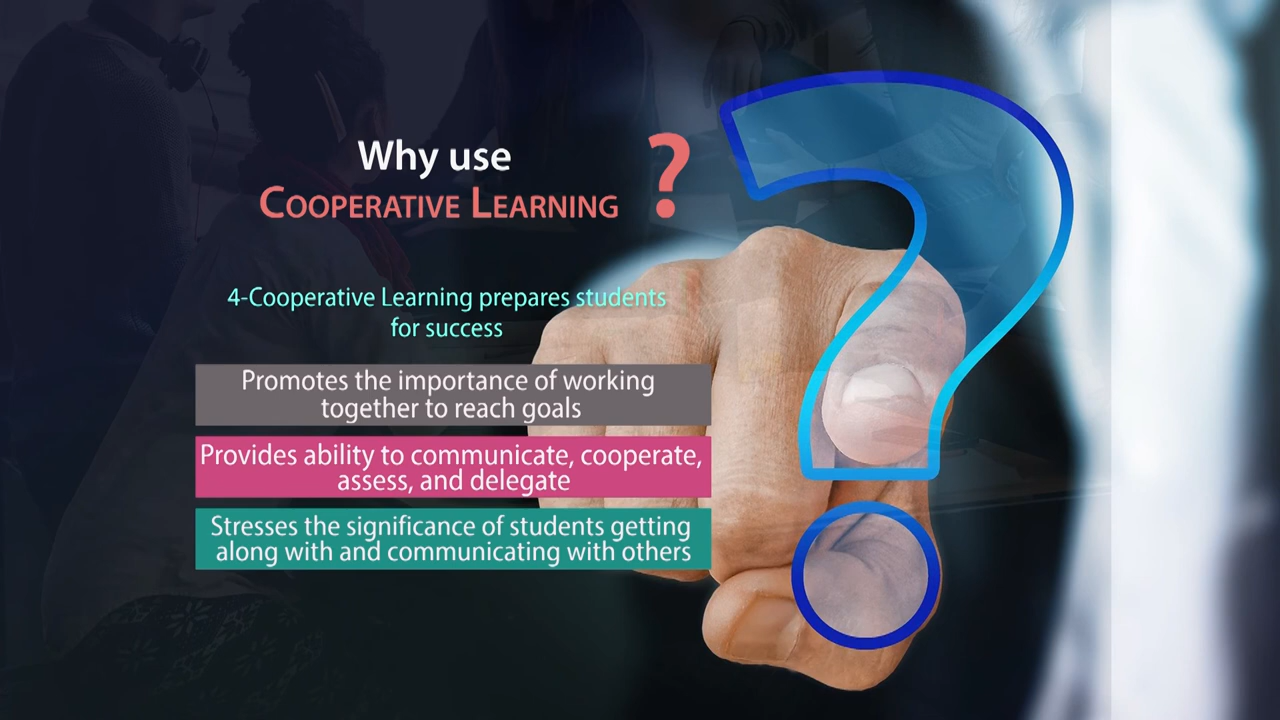 Why use
COOPERATIVE LEARNING ?
4-Cooperative Learning prepares students
for success
Promotes the importance of working
together to reach goals
Provides ability to communicate, cooperate,
assess, and delegate
Stresses the significance of students getting
along with and communicating with others
?